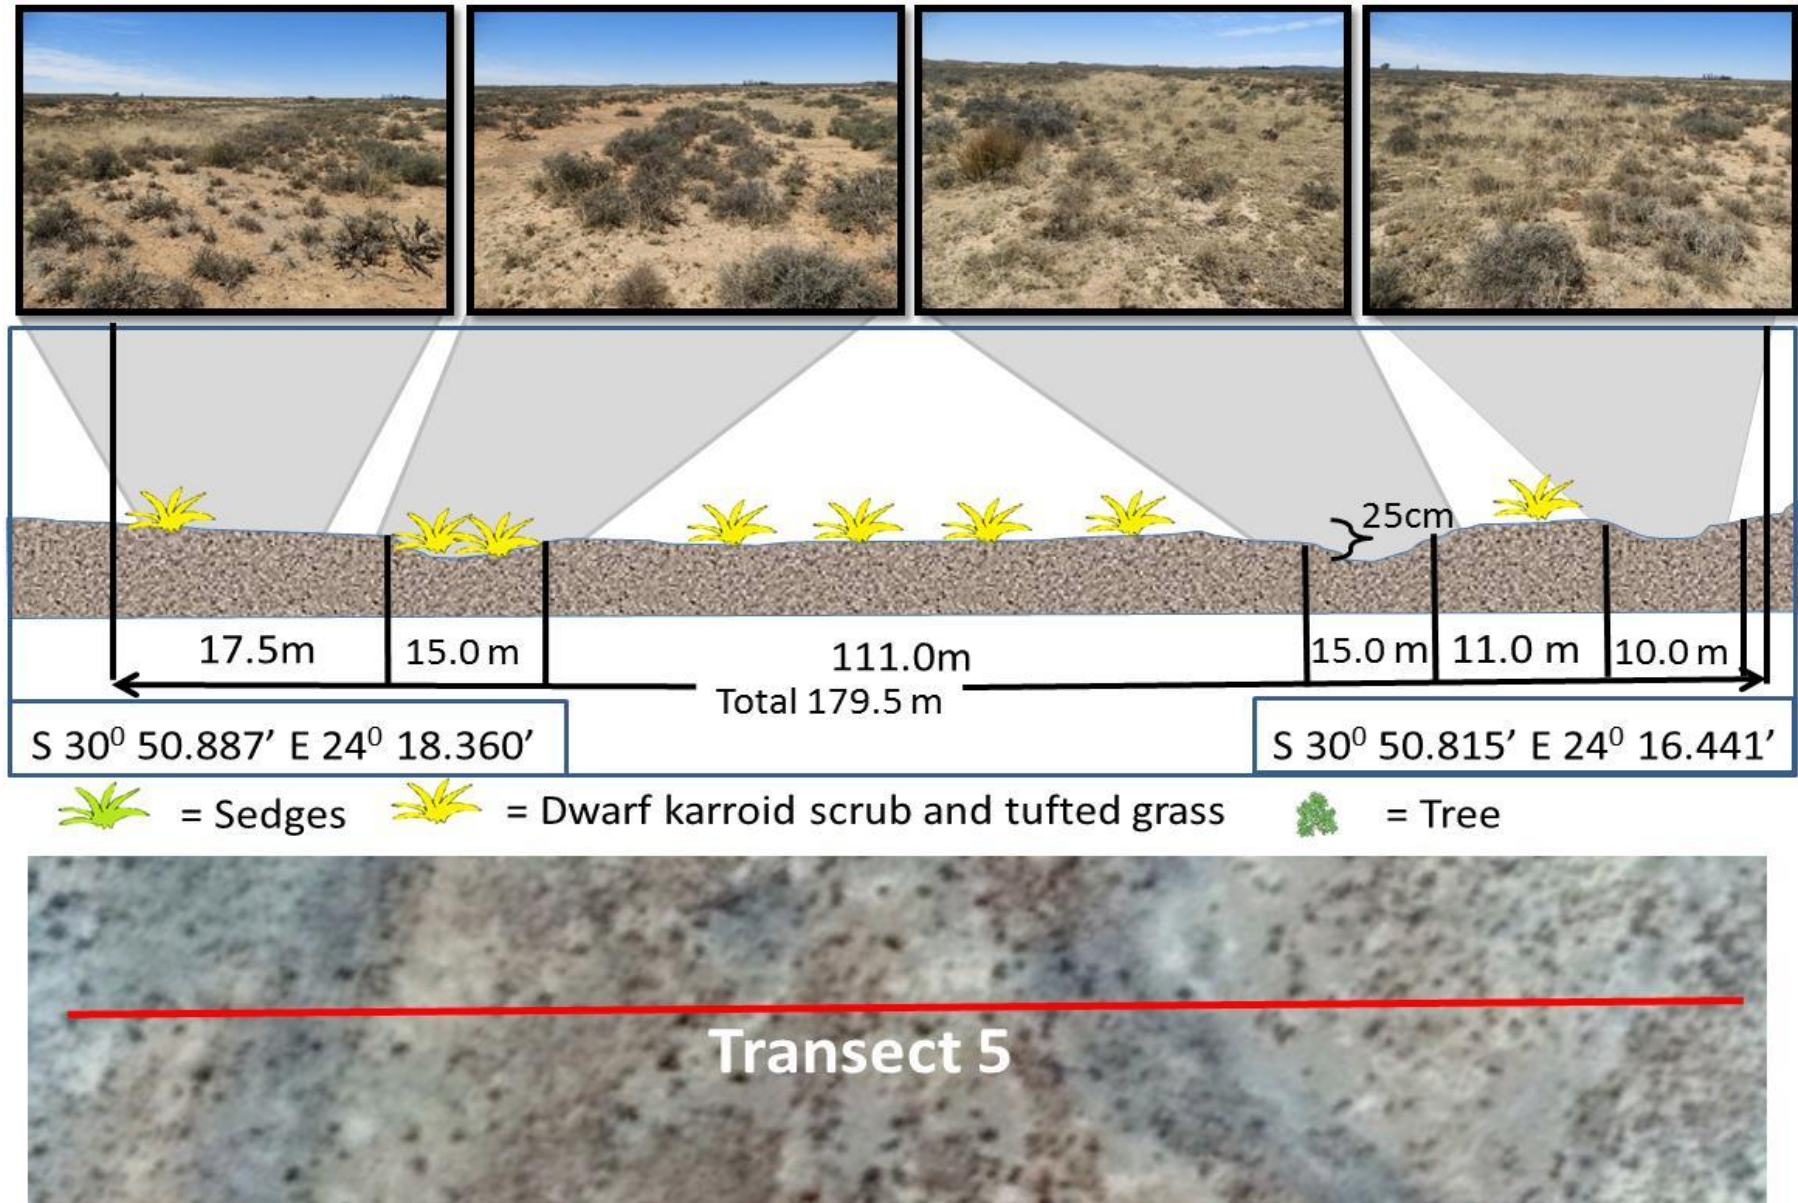 25cm
17.5m
15.0 m
111.0m
15.0 m
11.0 m
10.0 m
Total 179.5 m
S 30⁰ 50.887’ E 24⁰ 18.360’
S 30⁰ 50.815’ E 24⁰ 16.441’
= Sedges
= Dwarf karroid scrub and tufted grass
= Tree
Transect 5